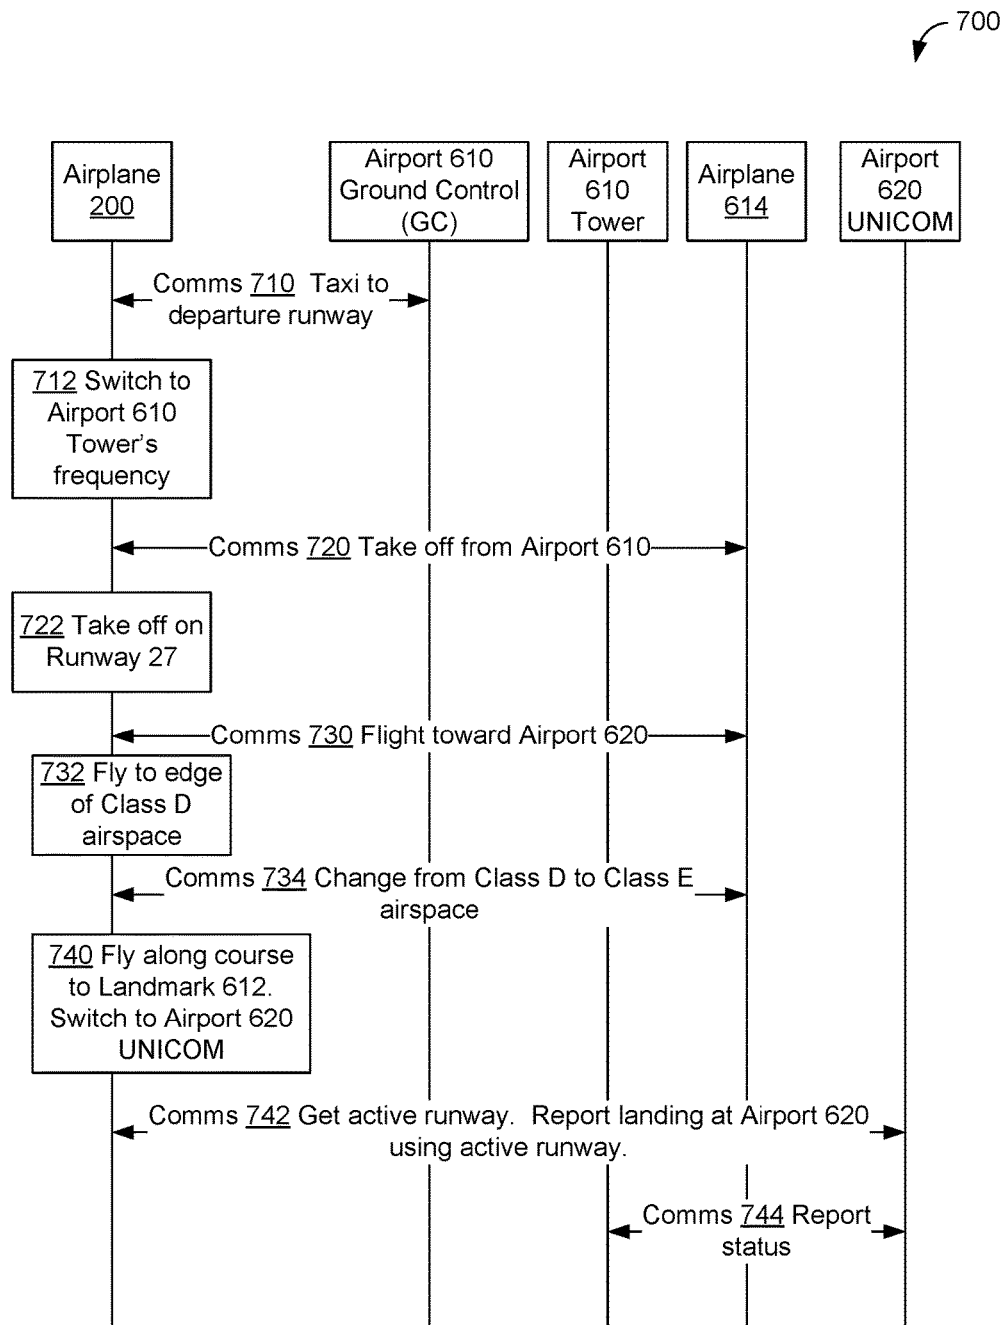 700
Airplane
200
Airport 610
Ground Control
(GC)
Airport
610
Tower
Airplane
614
Airport
620
UNICOM
Comms 710 Taxi to
departure runway
712 Switch to
Airport 610
Tower's
frequency
Comms 720 Take off from Airport 610
722 Take off on
Runway 27
Comms 730 Flight toward Airport 620
732 Fly to edge
of Class D
airspace
Comms 734 Change from Class D to Class E
airspace
740 Fly along course
to Landmark 612.
Switch to Airport 620
UNICOM
Comms 742 Get active runway. Report landing at Airport 620
using active runway.
Comms 744 Report
status